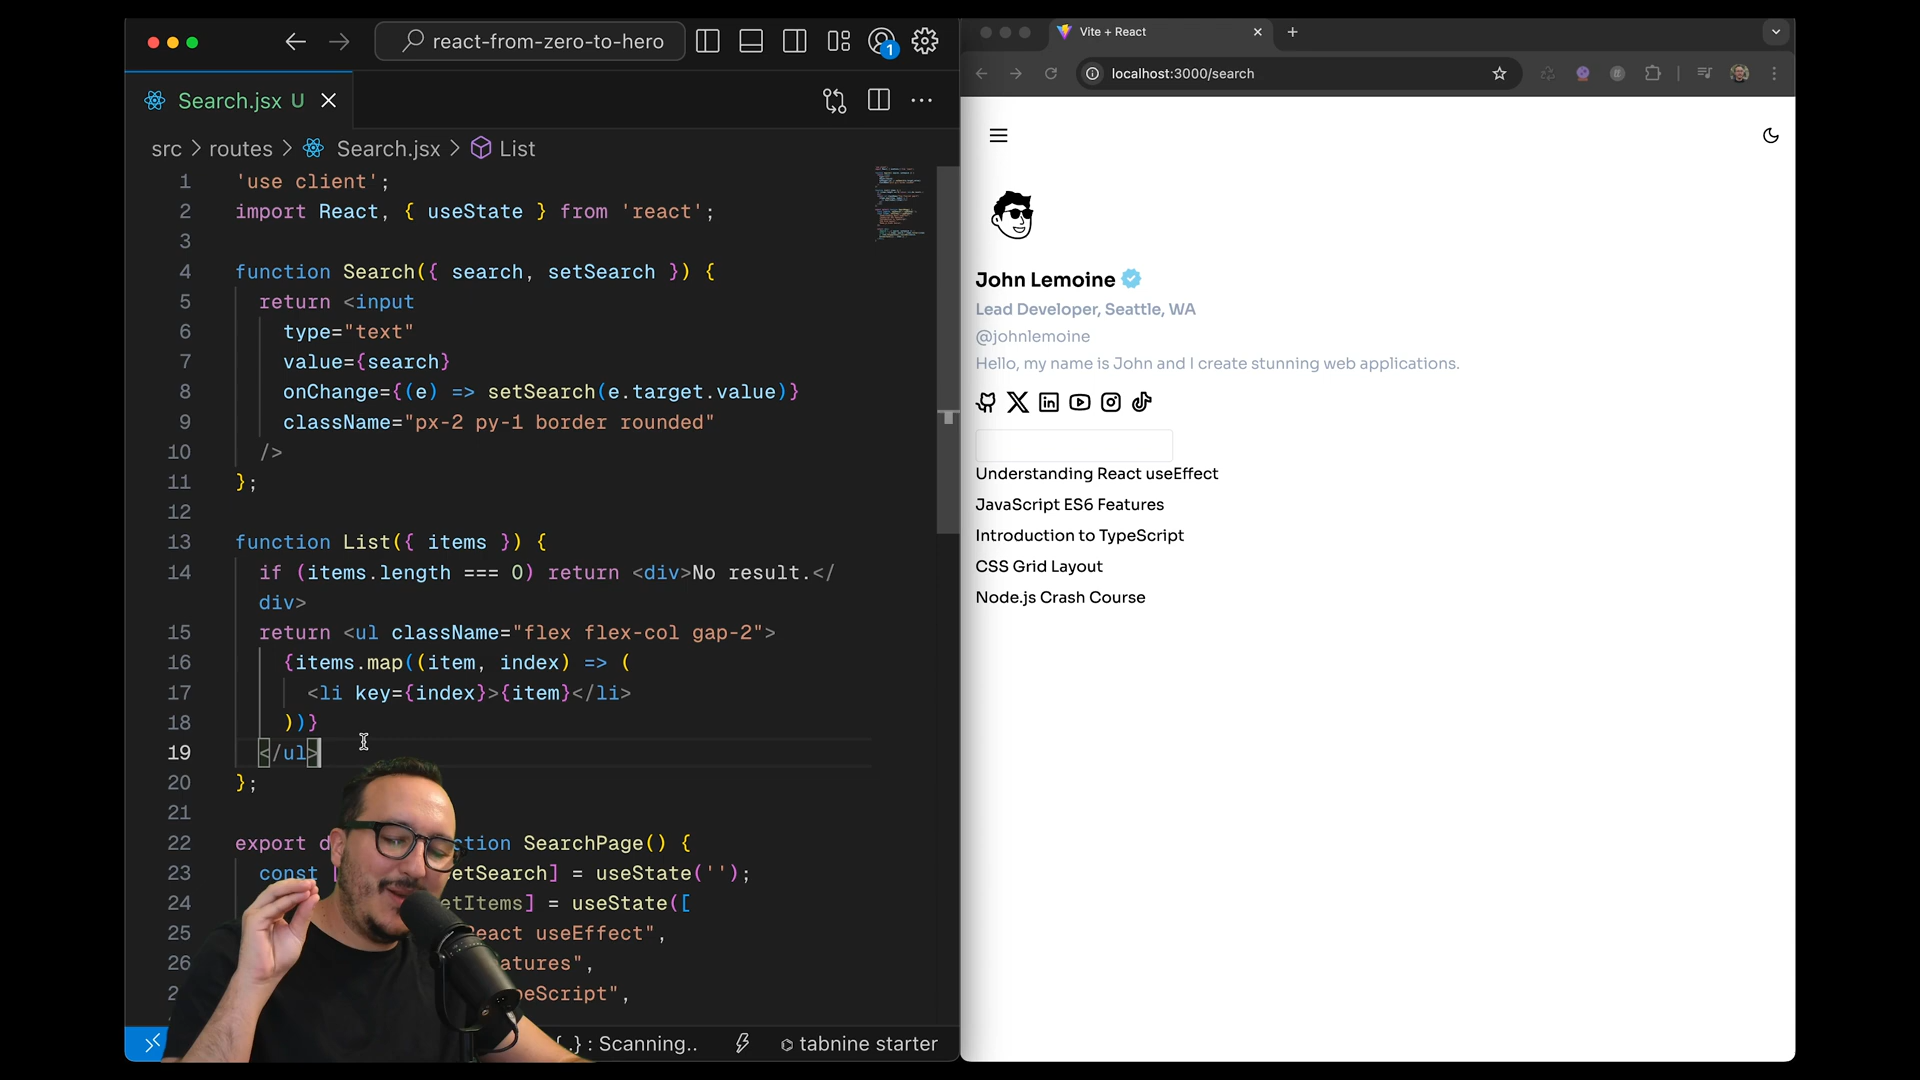 react-from-zero-to-hero
1
Search.jsx U
src > routes > Search.jsx > List
1 'use client';
2 import React, { useState } from 'react';
3
4 function Search({ search, setSearch }) {
5 return <input
6 type="text"
7 value={search}
8 onChange={(e) => setSearch(e.target.value)}
9 className="px-2 py-1 border rounded"
10 />
11 };
12
13 function List({ items }) {
14 if (items.length === 0) return <div>No result.</
div>
15 return <ul className="flex flex-col gap-2">
16 {items.map((item, index) => (
17 <li key={index}>{item}</li>
18 ))}
19 </ul>
20 };
21
22 export d ction SearchPage() {
23 const [ etSearch] = useState('');
24 etItems] = useState([
25 React useEffect",
26 atures",
2 peScript",
{..} : Scanning..
tabnine starter
Vite + React
localhost:3000/search
John Lemoine
Lead Developer, Seattle, WA
@johnlemoine
Hello, my name is John and I create stunning web applications.
Understanding React useEffect
JavaScript ES6 Features
Introduction to TypeScript
CSS Grid Layout
Node.js Crash Course